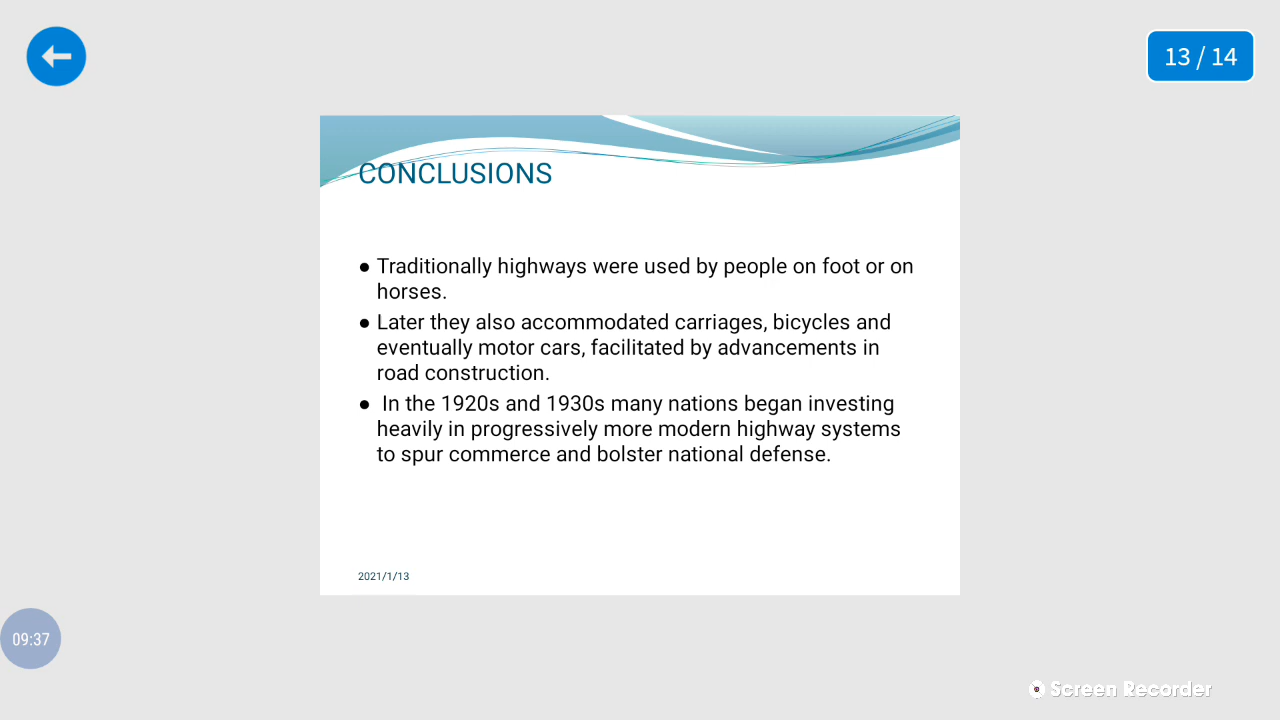 13 / 14
CONCLUSIONS
● Traditionally highways were used by people on foot or on
horses.
● Later they also accommodated carriages, bicycles and
eventually motor cars, facilitated by advancements in
road construction.
● In the 1920s and 1930s many nations began investing
heavily in progressively more modern highway systems
to spur commerce and bolster national defense.
2021/1/13
09:37
Screen Recorder